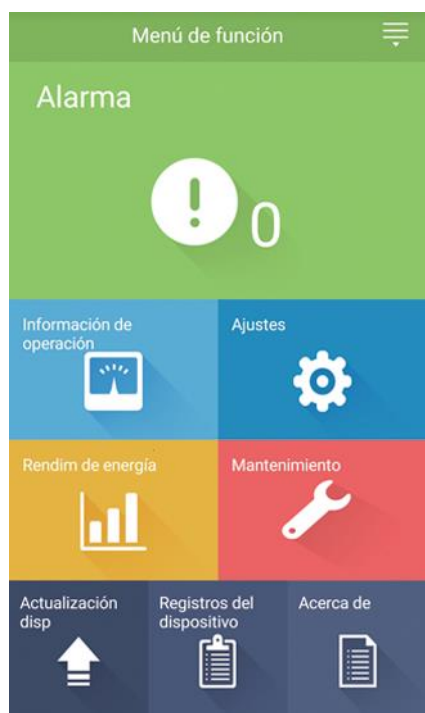 Menú de función
Alarma
0
Información de
operación
Ajustes
Rendim de energía
Mantenimiento
Actualización
disp
Registros del
dispositivo
Acerca de